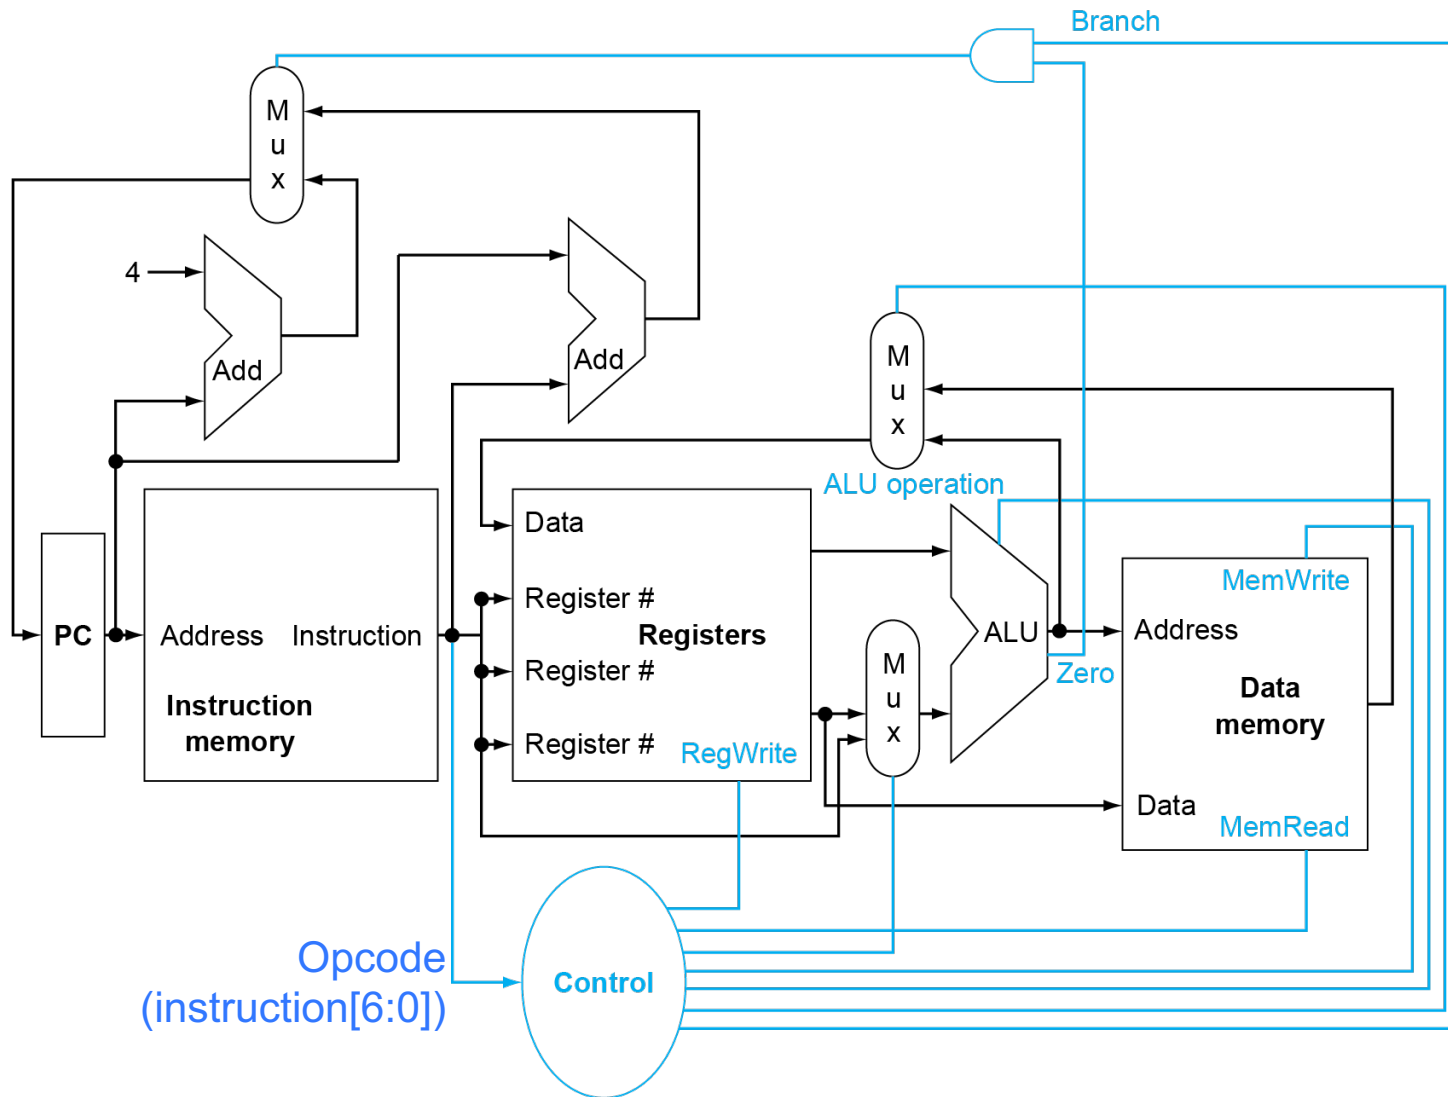 Branch
M
u
x
4
Add
Add
M
u
x
ALU operation
Data
Register #
Registers
Register #
Register #
RegWrite
PC
Address
Instruction
Instruction
memory
M
u
x
ALU
Zero
MemWrite
Address
Data
memory
Data
MemRead
Opcode
(instruction[6:0])
Control